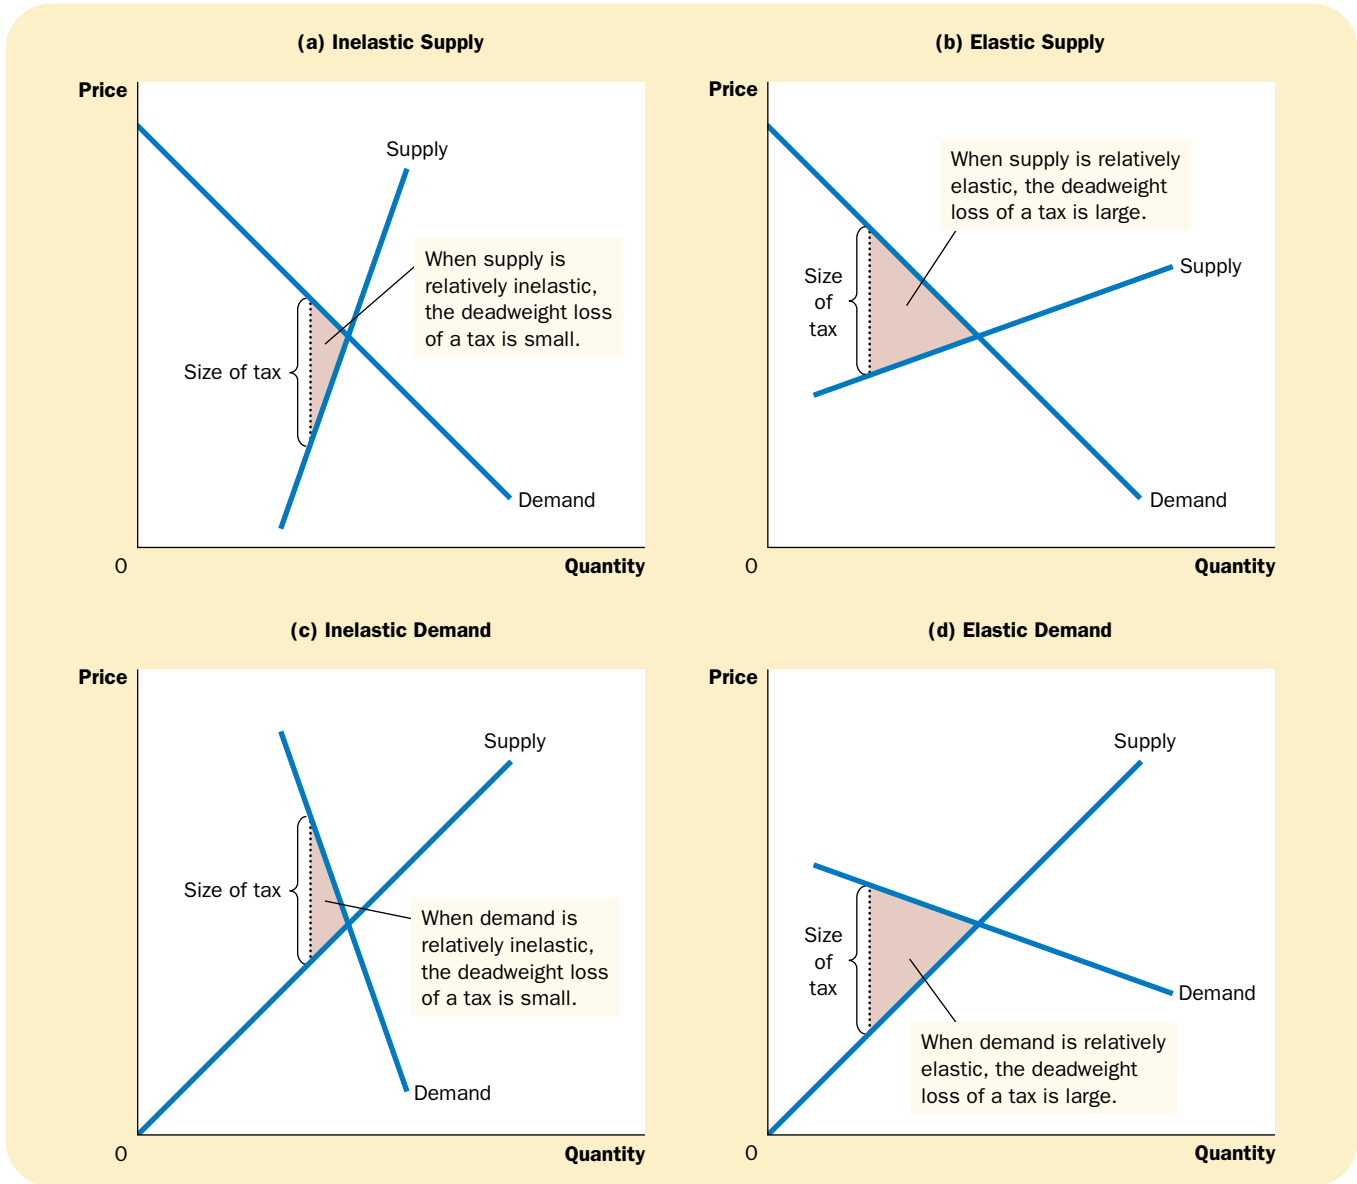 (a) Inelastic Supply
Price
Supply
When supply is
relatively inelastic,
the deadweight loss
of a tax is small.
Size of tax
Demand
0
Quantity
(b) Elastic Supply
Price
When supply is relatively
elastic, the deadweight
loss of a tax is large.
Supply
Size
of
tax
Demand
0
Quantity
(c) Inelastic Demand
Price
Supply
Size of tax
When demand is
relatively inelastic,
the deadweight loss
of a tax is small.
Demand
0
Quantity
(d) Elastic Demand
Price
Supply
Size
of
tax
Demand
When demand is relatively
elastic, the deadweight
loss of a tax is large.
0
Quantity